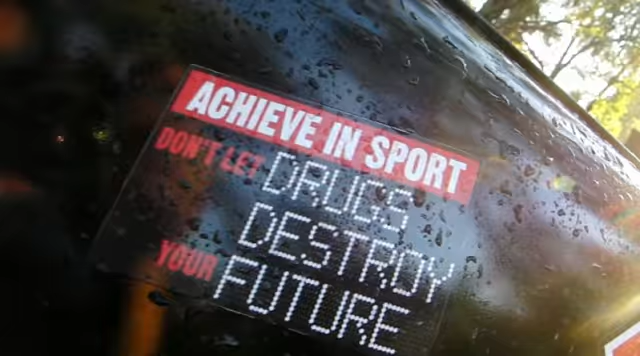 ACHIEVE IN SPORT
DON'T LET DRUGS
DESTROY
YOUR FUTURE